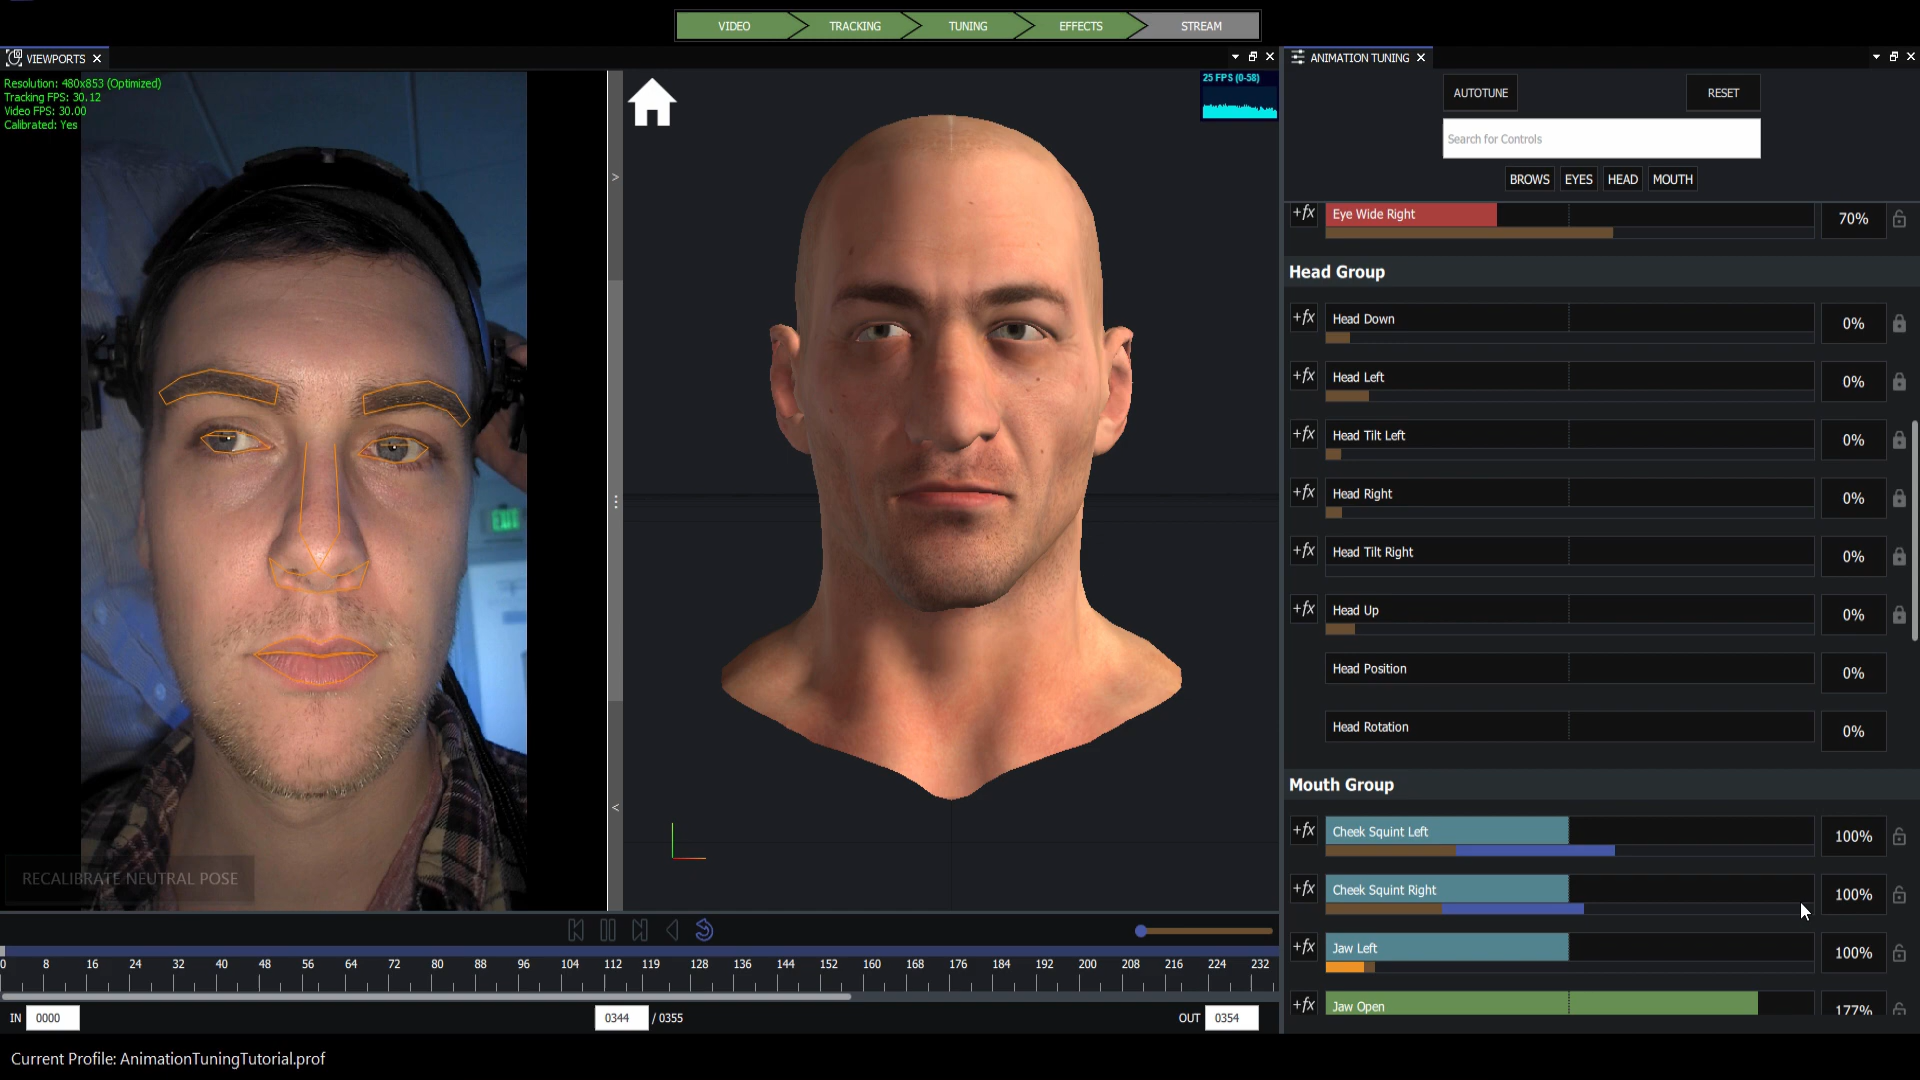 VIDEO
TRACKING
TUNING
EFFECTS
STREAM
VIEWPORTS
ANIMATION TUNING
Resolution: 480x853 (Optimized)
Tracking FPS: 30.12
Video FPS: 30.00
Calibrated: Yes
25 FPS (0-58)
AUTOTUNE
RESET
Search for Controls
BROWS
EYES
HEAD
MOUTH
+fx Eye Wide Right 70%
Head Group
+fx Head Down 0%
+fx Head Left 0%
+fx Head Tilt Left 0%
+fx Head Right 0%
+fx Head Tilt Right 0%
+fx Head Up 0%
Head Position 0%
Head Rotation 0%
Mouth Group
+fx Cheek Squint Left 100%
+fx Cheek Squint Right 100%
+fx Jaw Left 100%
+fx Jaw Open 177%
EXIT
RECALIBRATE NEUTRAL POSE
0 8 16 24 32 40 48 56 64 72 80 88 96 104 112 119 128 136 144 152 160 168 176 184 192 200 208 216 224 232
IN 0000
0344 / 0355
OUT 0354
Current Profile: AnimationTuningTutorial.prof